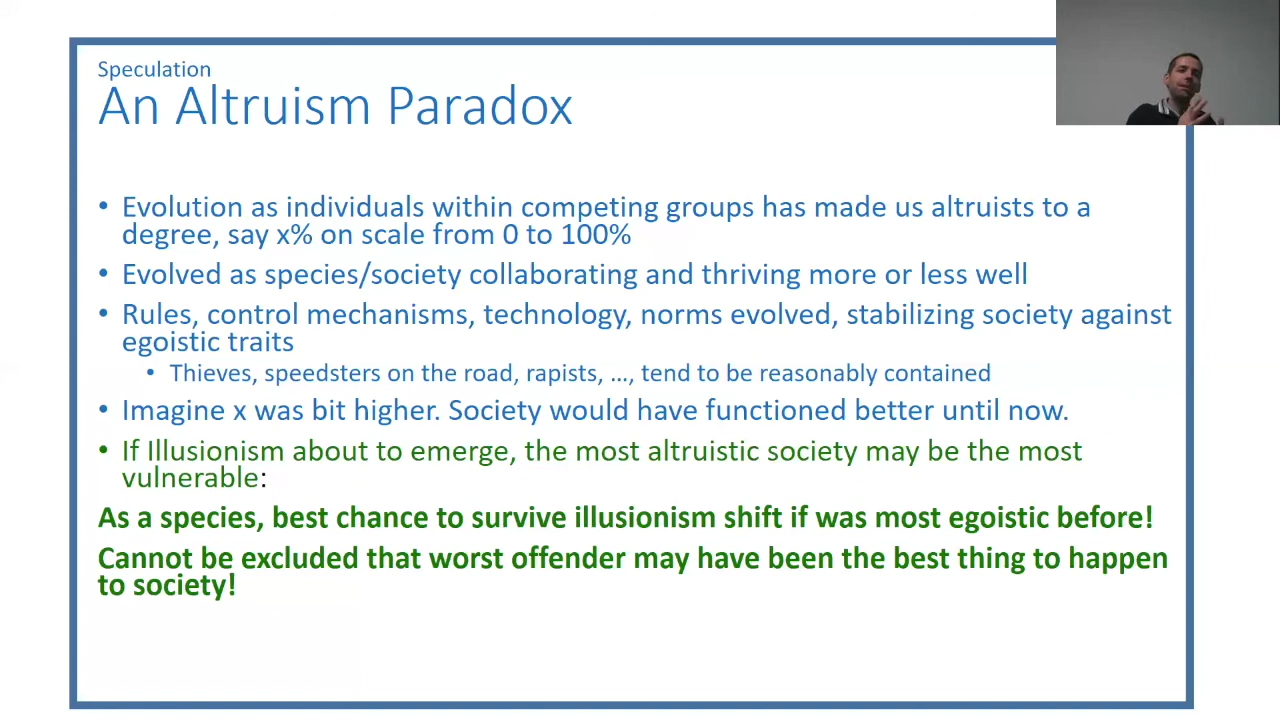 Speculation
An Altruism Paradox
• Evolution as individuals within competing groups has made us altruists to a
degree, say x% on scale from 0 to 100%
• Evolved as species/society collaborating and thriving more or less well
• Rules, control mechanisms, technology, norms evolved, stabilizing society against
egoistic traits
• Thieves, speedsters on the road, rapists, …, tend to be reasonably contained
• Imagine x was bit higher. Society would have functioned better until now.
• If Illusionism about to emerge, the most altruistic society may be the most
vulnerable:
As a species, best chance to survive illusionism shift if was most egoistic before!
Cannot be excluded that worst offender may have been the best thing to happen
to society!